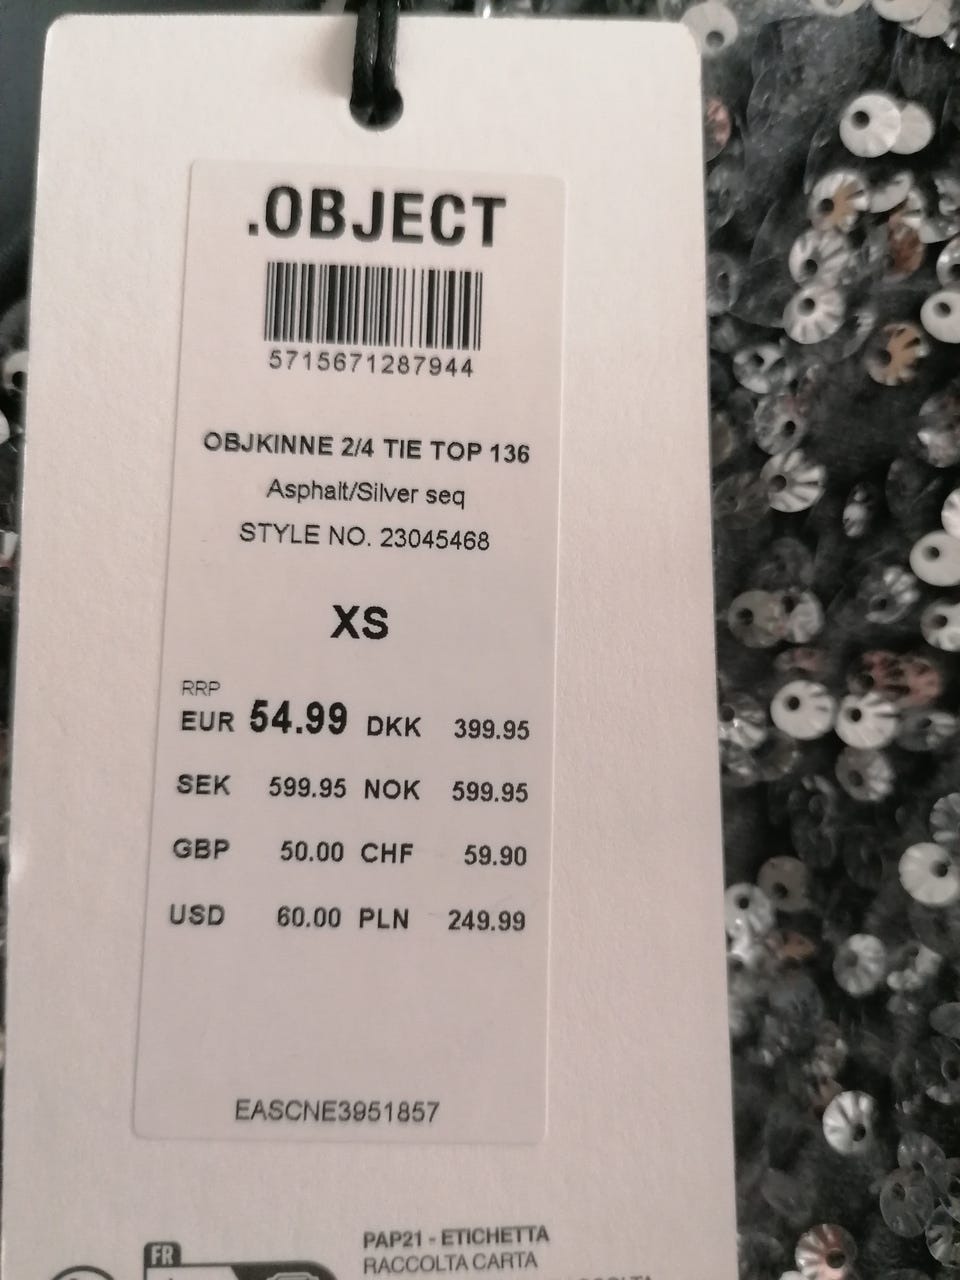 .OBJECT
5715671287944
OBJKINNE 2/4 TIE TOP 136
Asphalt/Silver seq
STYLE NO. 23045468
XS
RRP
EUR 54.99 DKK 399.95
SEK 599.95 NOK 599.95
GBP 50.00 CHF 59.90
USD 60.00 PLN 249.99
EASCNE3951857
PAP21 - ETICHETTA
FR
RACCOLTA CARTA